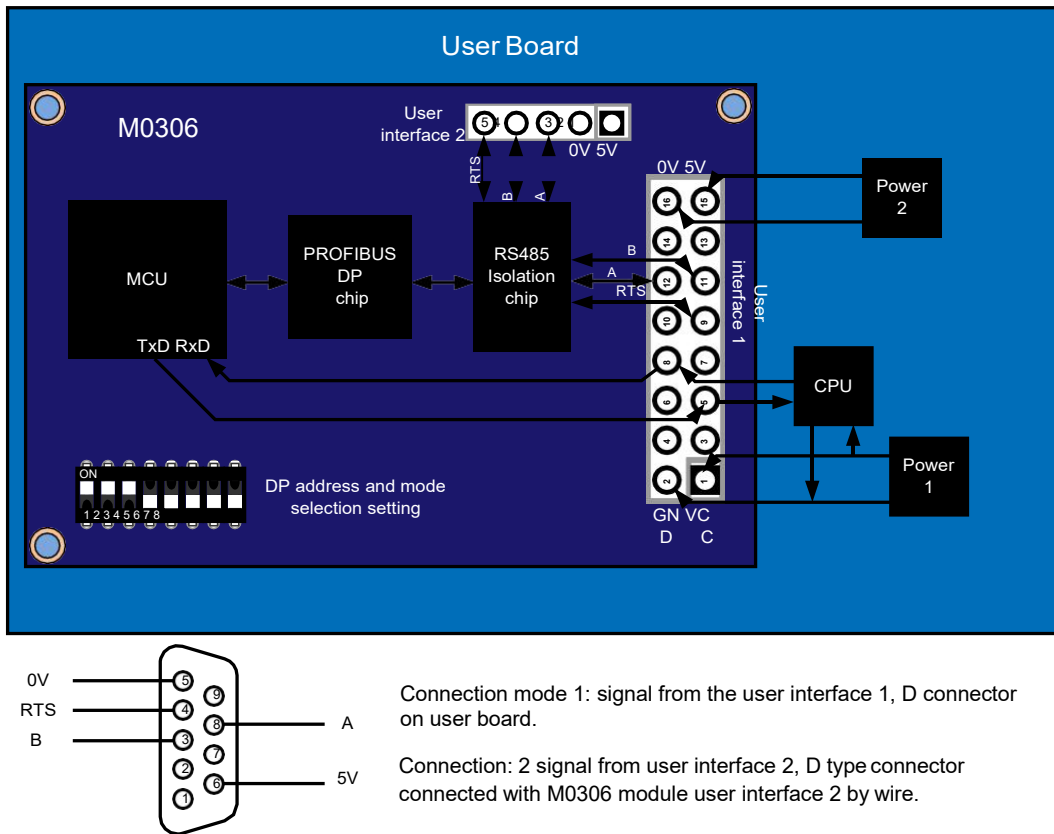 User Board
M0306
User
interface 2
5 4 3 2
0V 5V
RTS
B
A
0V 5V
16 15
14 13
12 11
10 9
8 7
6 5
4 3
2 1
GN VC
D C
User
interface 1
Power
2
MCU
TxD RxD
PROFIBUS
DP
chip
RS485
Isolation
chip
B
A
RTS
CPU
Power
1
ON
1 2 3 4 5 6 7 8
DP address and mode
selection setting
0V
RTS
B
5
4
3
2
1
9
8
7
6
A
5V
Connection mode 1: signal from the user interface 1, D connector
on user board.
Connection: 2 signal from user interface 2, D type connector
connected with M0306 module user interface 2 by wire.